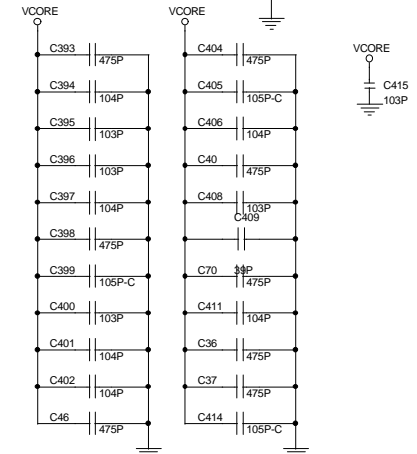 VCORE
C393
475P
C394
104P
C395
103P
C396
103P
C397
104P
C398
475P
C399
105P-C
C400
103P
C401
104P
C402
104P
C46
475P
VCORE
C404
475P
C405
105P-C
C406
104P
C40
475P
C408
103P
C409
39P
C70
475P
C411
104P
C36
475P
C37
475P
C414
105P-C
VCORE
C415
103P